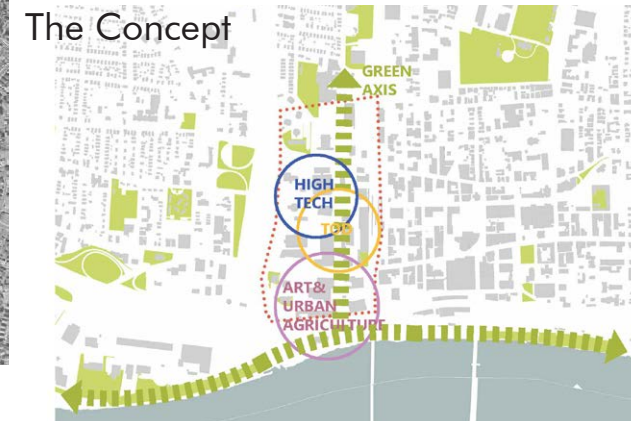 The Concept
GREEN
AXIS
HIGH
TECH
TOD
ART&
URBAN
AGRICULTURE